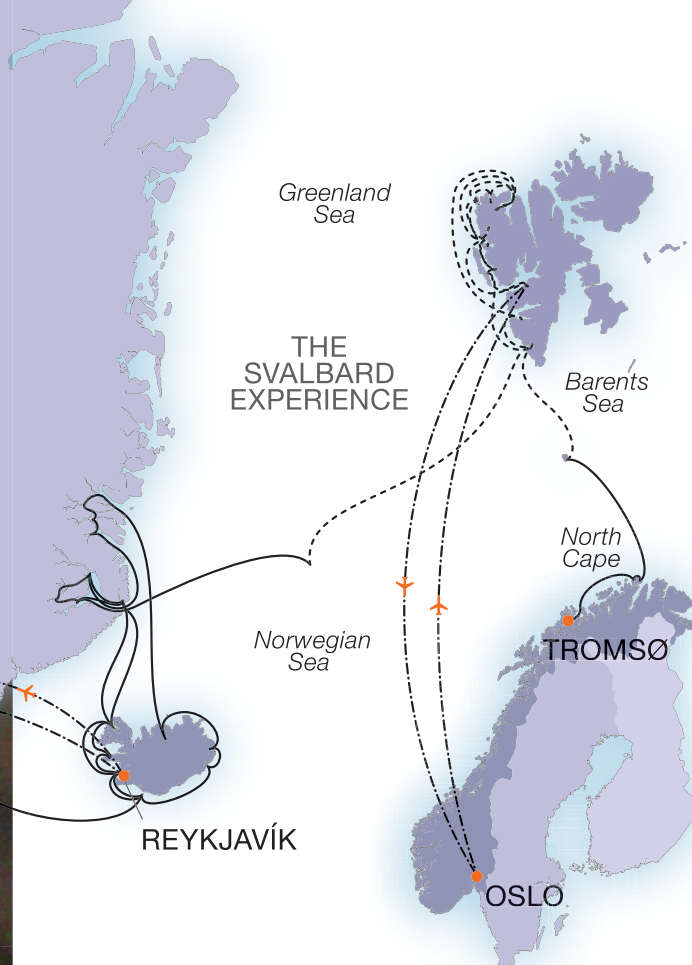 Greenland
Sea
THE
SVALBARD
EXPERIENCE
Barents
Sea
North
Cape
Norwegian
Sea
TROMSØ
REYKJAVÍK
OSLO